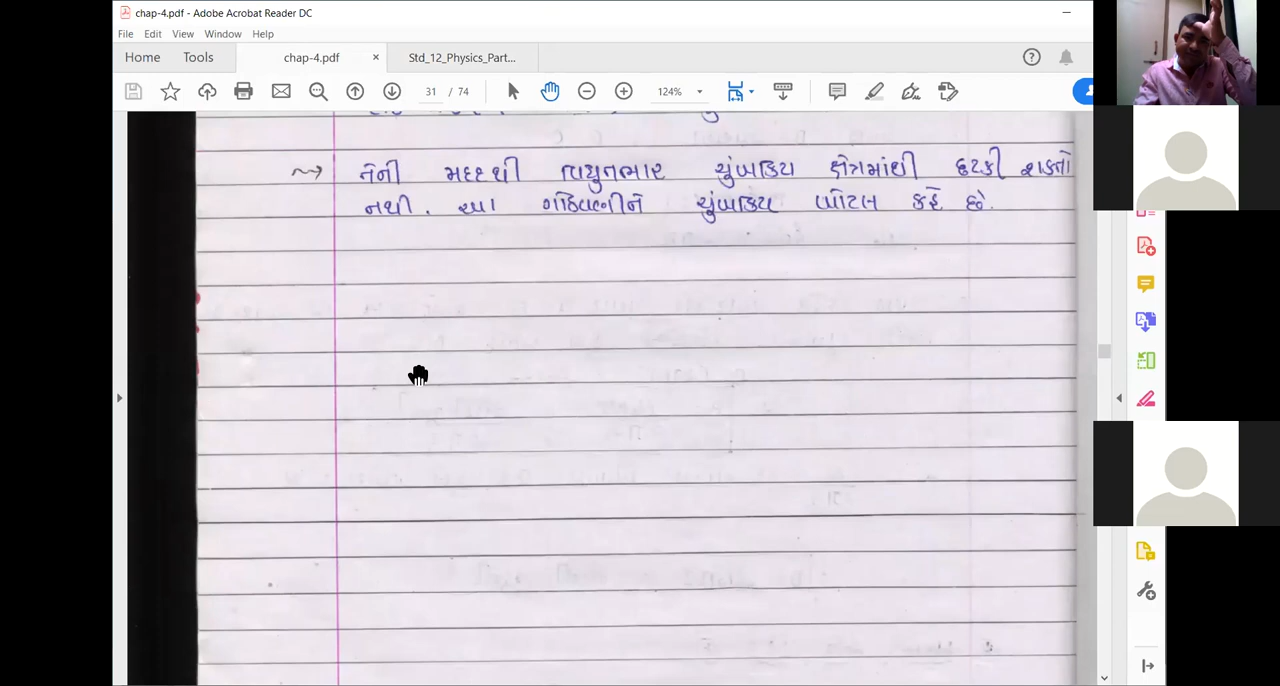 chap-4.pdf - Adobe Acrobat Reader DC
File Edit View Window Help
Home Tools chap-4.pdf × Std_12_Physics_Part...
31 / 74 124%
તેની મદદથી વિદ્યુતભાર ચુંબકિય ક્ષેત્રમાંથી છટકી શકતો
નથી. આ ગોઠવણીને ચુંબકિય બોટલ કહે છે.